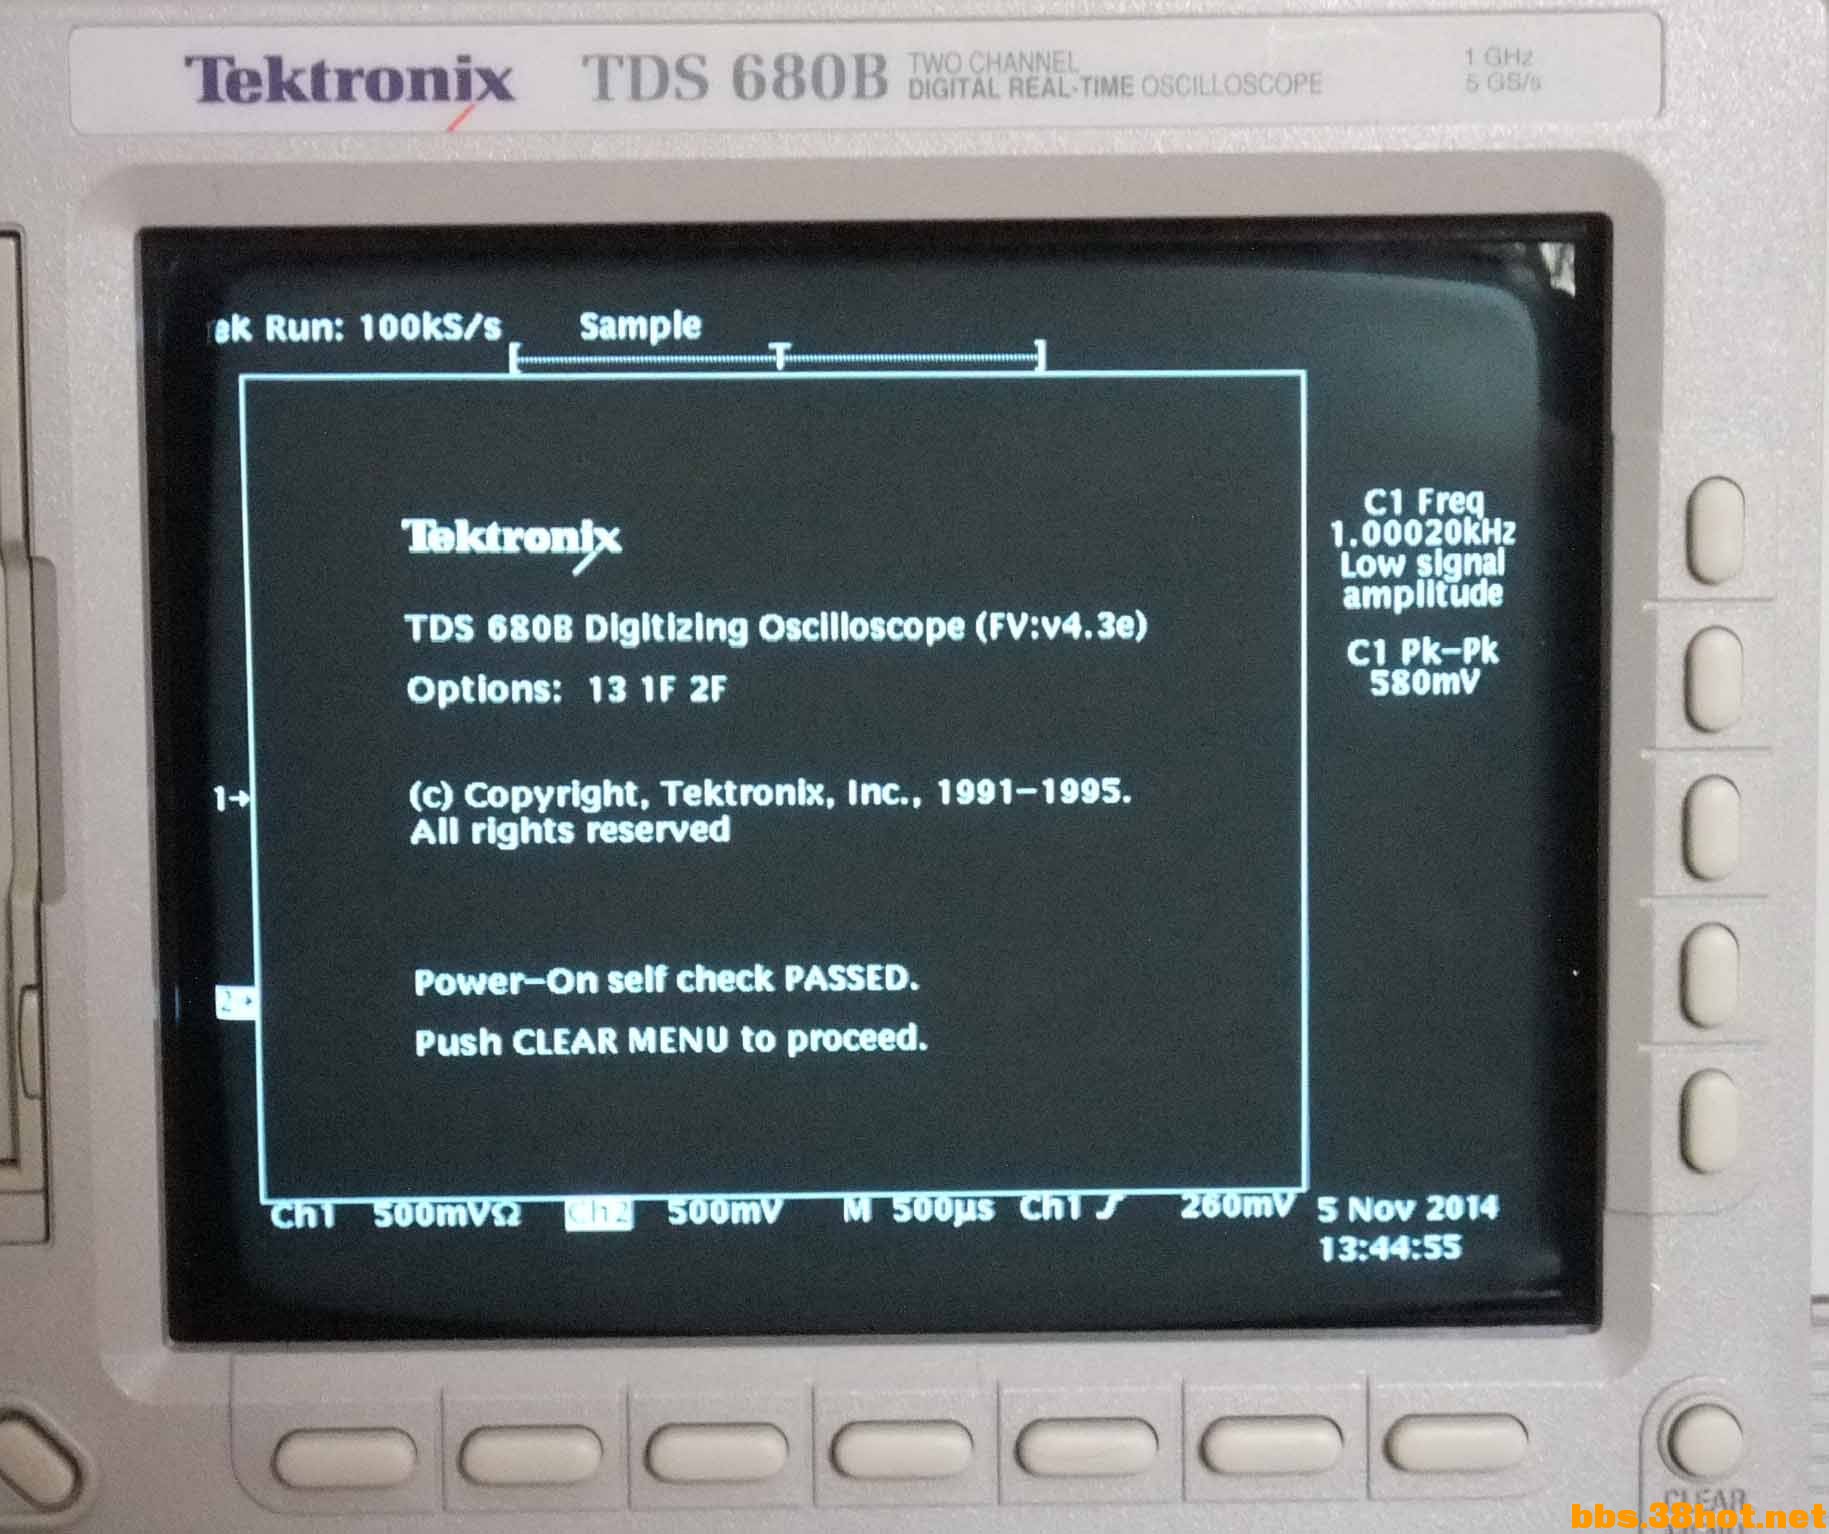 Tektronix TDS 680B TWO CHANNEL
DIGITAL REAL-TIME OSCILLOSCOPE
1 GHz
5 GS/s
ek Run: 100kS/s Sample
T
C1 Freq
1.00020kHz
Low signal
amplitude
C1 Pk-Pk
580mV
Tektronix
TDS 680B Digitizing Oscilloscope (FV:v4.3e)
Options: 13 1F 2F
1→
(c) Copyright, Tektronix, Inc., 1991-1995.
All rights reserved
Power-On self check PASSED.
2→
Push CLEAR MENU to proceed.
Ch1 500mVΩ Ch2 500mV M 500µs Ch1 ƒ 260mV
5 Nov 2014
13:44:55
CLEAR
bbs.38hot.net